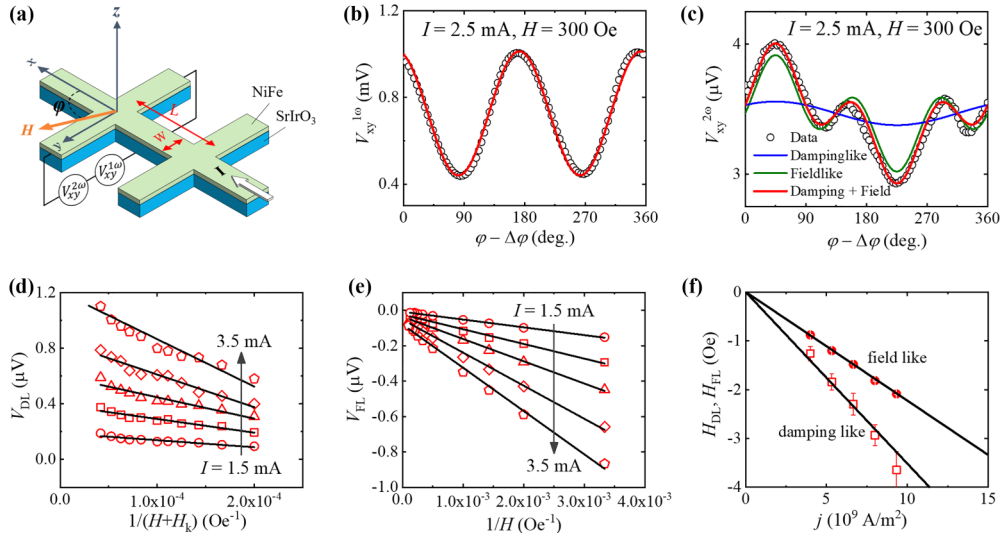 (a)
z
x
φ
H
y
L
W
I
NiFe
SrIrO₃
V_xy^2ω
V_xy^1ω
(b)
I = 2.5 mA, H = 300 Oe
V_xy^1ω (mV)
1.2
0.8
0.4
0 90 180 270 360
φ − Δφ (deg.)
(c)
I = 2.5 mA, H = 300 Oe
V_xy^2ω (μV)
4
3
Data
Dampinglike
Fieldlike
Damping + Field
0 90 180 270 360
φ − Δφ (deg.)
(d)
V_DL (μV)
1.2
0.8
0.4
0.0
3.5 mA
I = 1.5 mA
0.0 1.0x10⁻⁴ 2.0x10⁻⁴
1/(H+H_k) (Oe⁻¹)
(e)
V_FL (μV)
0.0
-0.2
-0.4
-0.6
-0.8
-1.0
I = 1.5 mA
3.5 mA
0.0 1.0x10⁻³ 2.0x10⁻³ 3.0x10⁻³ 4.0x10⁻³
1/H (Oe⁻¹)
(f)
H_DL, H_FL (Oe)
0
-1
-2
-3
-4
field like
damping like
0 5 10 15
j (10⁹ A/m²)